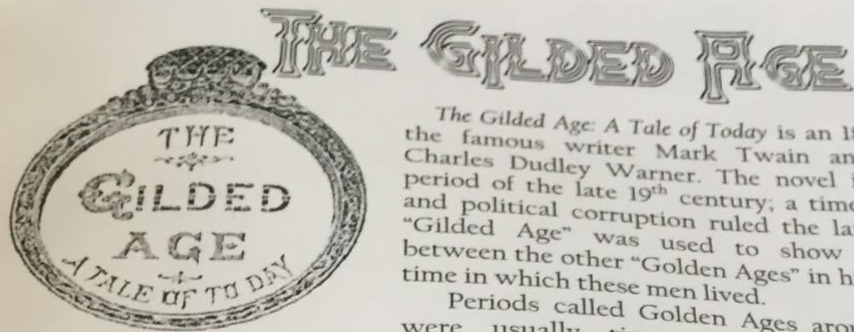 THE GILDED AGE
THE
GILDED
AGE
A TALE OF TO DAY
The Gilded Age: A Tale of Today is an 18
the famous writer Mark Twain an
Charles Dudley Warner. The novel i
period of the late 19th century; a time
and political corruption ruled the la
"Gilded Age" was used to show
between the other "Golden Ages" in h
time in which these men lived.
Periods called Golden Ages aro
were usually